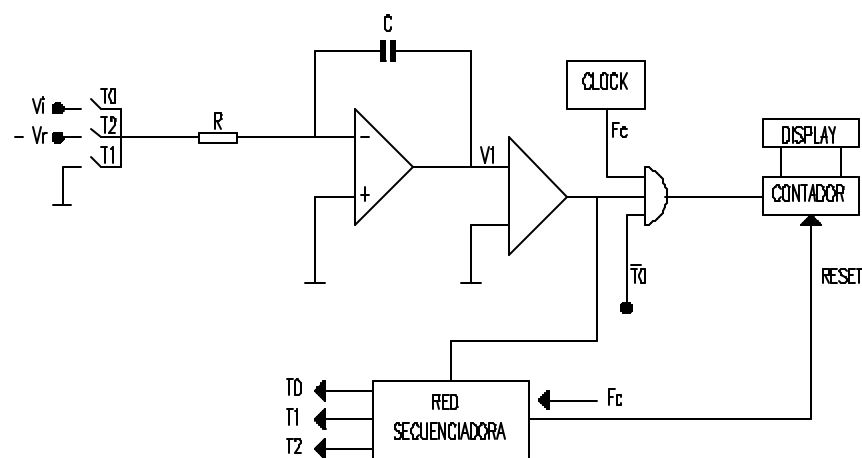 C
Vi
T0
- Vr
T2
T1
R
-
+
V1
CLOCK
Fc
T0
DISPLAY
CONTADOR
RESET
T0
T1
T2
RED
SECUENCIADORA
Fc